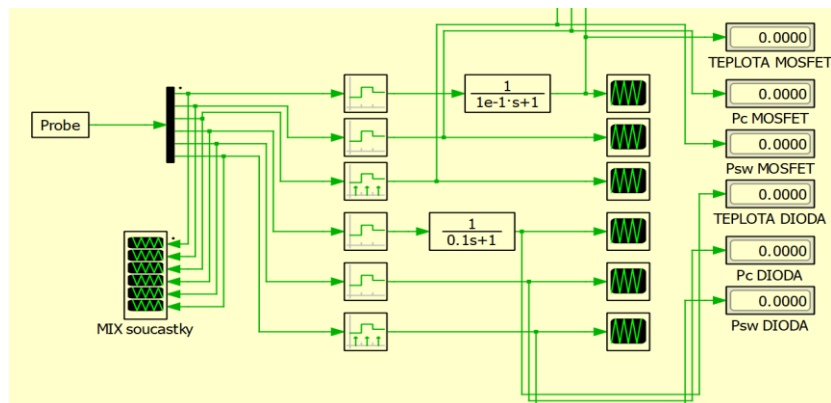 0.0000
TEPLOTA MOSFET
1
1e-1·s+1
0.0000
Pc MOSFET
Probe
0.0000
Psw MOSFET
0.0000
TEPLOTA DIODA
1
0.1s+1
0.0000
Pc DIODA
0.0000
Psw DIODA
MIX soucastky